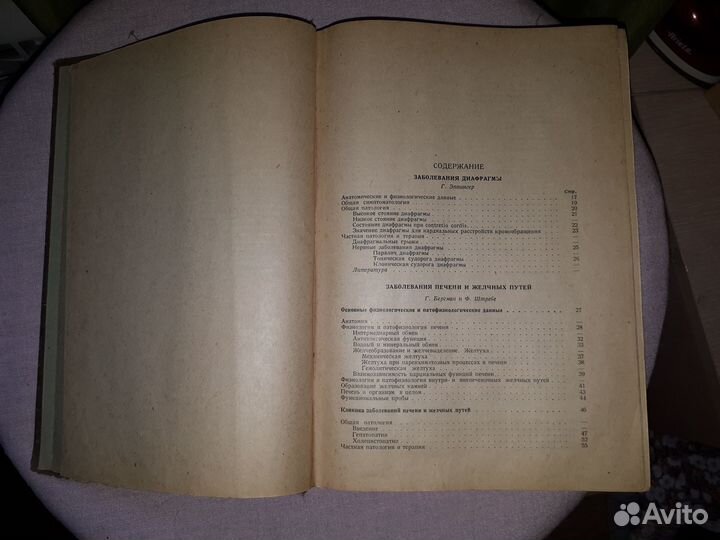 СОДЕРЖАНИЕ
ЗАБОЛЕВАНИЯ ДИАФРАГМЫ
Г. Эппингер
Стр.
Анатомические и физиологические данные 17
Общая симптоматология 19
Общая патология 20
Высокое стояние диафрагмы 21
Низкое стояние диафрагмы —
Состояние диафрагмы при concretio cordis 22
Значение диафрагмы для кардиальных расстройств кровообращения 23
Частная патология и терапия —
Диафрагмальные грыжи —
Нервные заболевания диафрагмы 25
Паралич диафрагмы —
Тоническая судорога диафрагмы 26
Клоническая судорога диафрагмы —
Литература —
ЗАБОЛЕВАНИЯ ПЕЧЕНИ И ЖЕЛЧНЫХ ПУТЕЙ
Г. Бергман и Ф. Штребе
Основные физиологические и патофизиологические данные 27
Анатомия —
Физиология и патофизиология печени 28
Интермедиарный обмен —
Антитоксическая функция 32
Водный и минеральный обмен 33
Желчеобразование и желчевыделение. Желтуха —
Механическая желтуха 37
Желтуха при паренхиматозных процессах в печени 38
Гемолитическая желтуха —
Взаимозависимость парциальных функций печени 39
Физиология и патофизиология внутри- и внепеченочных желчных путей —
Образование желчных камней 41
Печень и организм в целом 43
Функциональные пробы 44
Клиника заболеваний печени и желчных путей 46
Общая патология —
Введение —
Гепатопатии 47
Холецистопатии 52
Частная патология и терапия 55
Avito